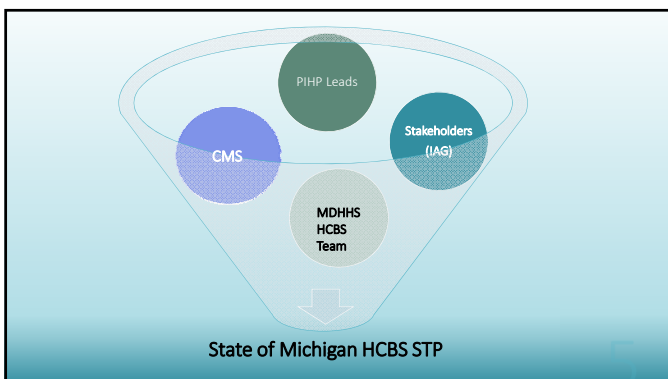 PIHP Leads
Stakeholders
(IAG)
CMS
MDHHS
HCBS
Team
State of Michigan HCBS STP